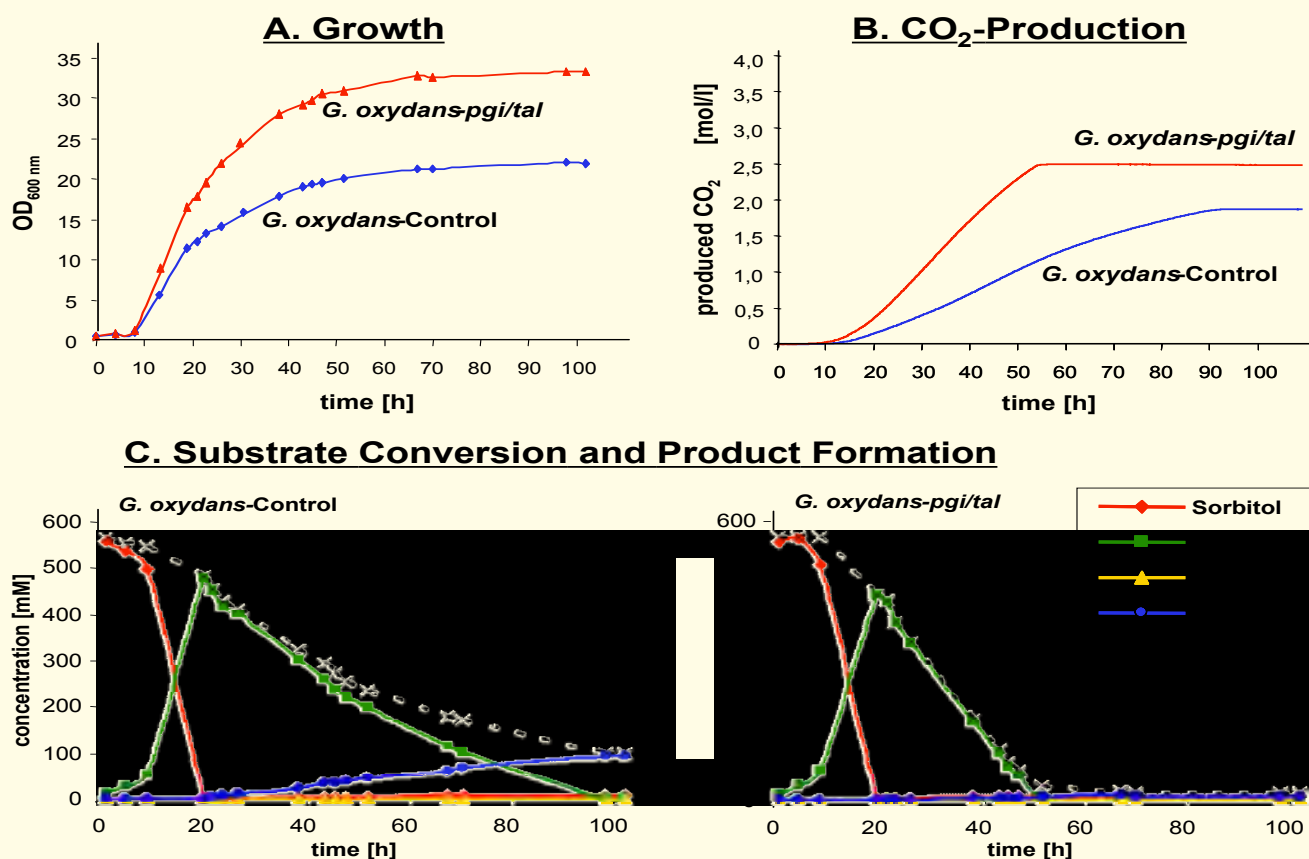 A. Growth
35
30
25
20
15
10
5
0
OD600 nm
G. oxydans-pgi/tal
G. oxydans-Control
0 10 20 30 40 50 60 70 80 90 100
time [h]
B. CO2-Production
4,0
3,5
3,0
2,5
2,0
1,5
1,0
0,5
0
produced CO2 [mol/l]
G. oxydans-pgi/tal
G. oxydans-Control
0 10 20 30 40 50 60 70 80 90 100
time [h]
C. Substrate Conversion and Product Formation
G. oxydans-Control
600
500
400
300
200
100
0
concentration [mM]
0 20 40 60 80 100
time [h]
G. oxydans-pgi/tal
600
Sorbitol
0 20 40 60 80 100
time [h]